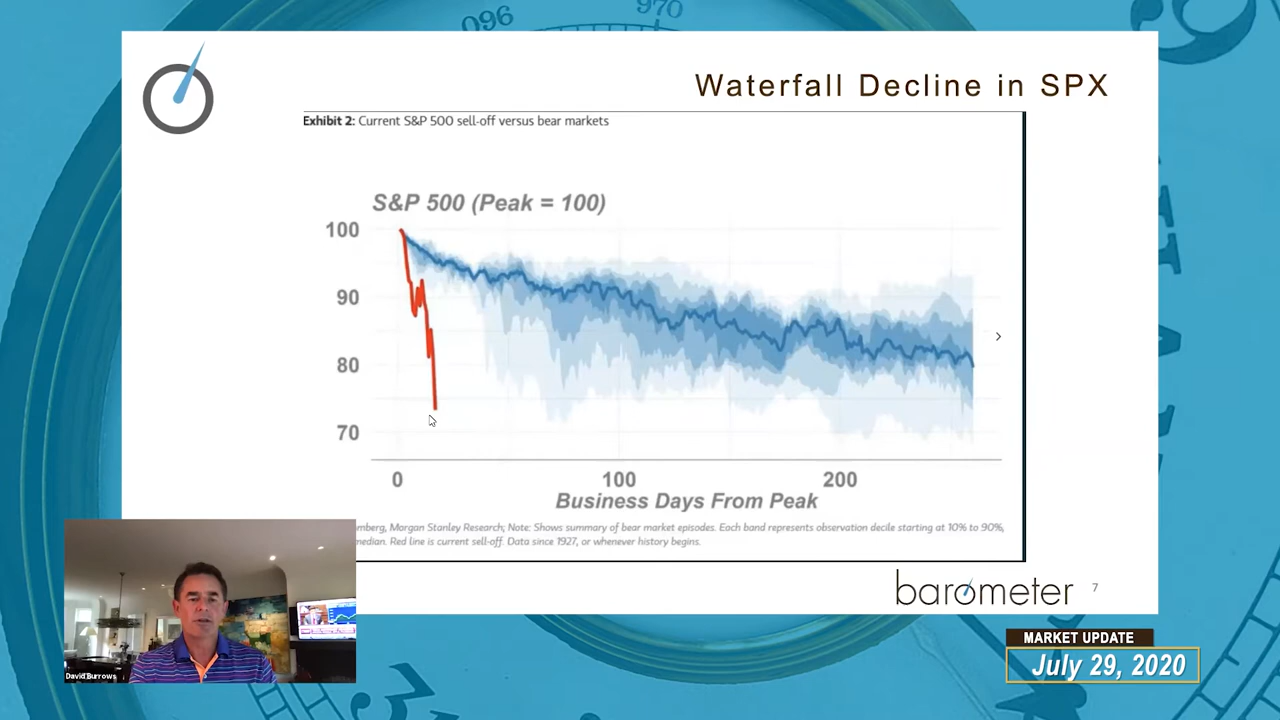 096
970
Waterfall Decline in SPX
Exhibit 2: Current S&P 500 sell-off versus bear markets
S&P 500 (Peak = 100)
100
90
80
70
0 100 200
Business Days From Peak
mberg, Morgan Stanley Research; Note: Shows summary of bear market episodes. Each band represents observation decile starting at 10% to 90%,
nedian. Red line is current sell-off. Data since 1927, or whenever history begins.
barometer 7
MARKET UPDATE
July 29, 2020
David Burrows